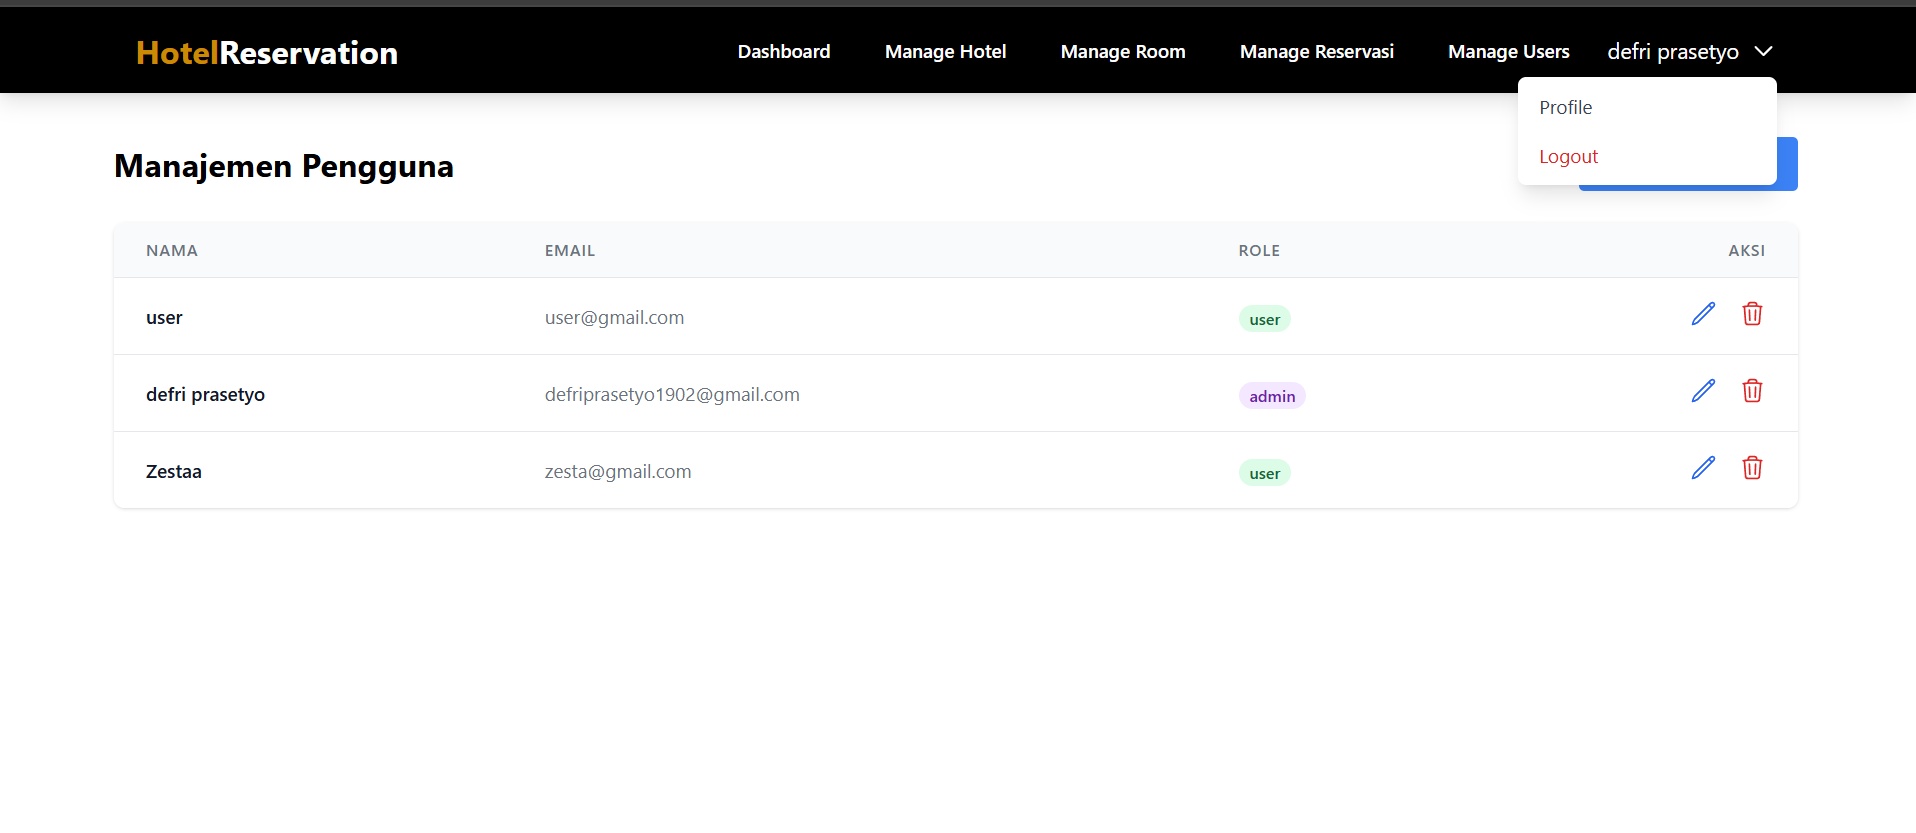 HotelReservation
Dashboard Manage Hotel Manage Room Manage Reservasi Manage Users defri prasetyo
Profile
Logout
Manajemen Pengguna
NAMA EMAIL ROLE AKSI
user user@gmail.com user
defri prasetyo defriprasetyo1902@gmail.com admin
Zestaa zesta@gmail.com user